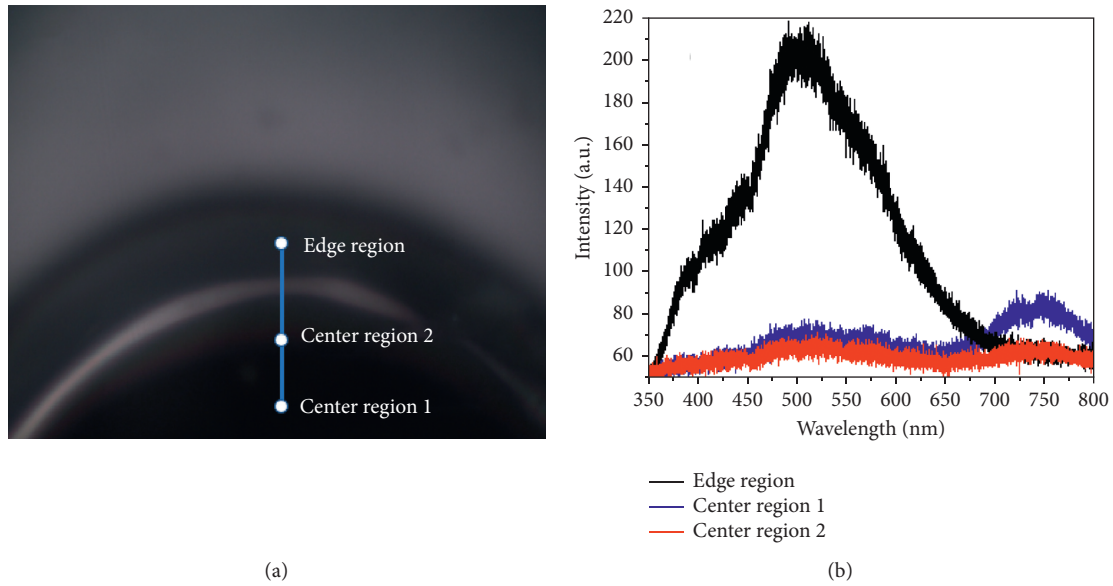 Edge region
Center region 2
Center region 1
(a)
220
200
180
160
140
120
100
80
60
Intensity (a.u.)
350 400 450 500 550 600 650 700 750 800
Wavelength (nm)
Edge region
Center region 1
Center region 2
(b)